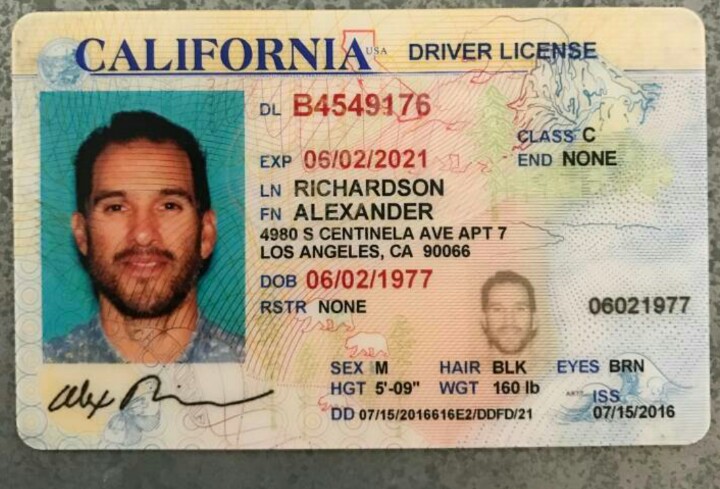 CALIFORNIA USA DRIVER LICENSE
DL B4549176
CLASS C
EXP 06/02/2021 END NONE
LN RICHARDSON
FN ALEXANDER
4980 S CENTINELA AVE APT 7
LOS ANGELES, CA 90066
DOB 06/02/1977
RSTR NONE 06021977
SEX M HAIR BLK EYES BRN
HGT 5'-09" WGT 160 lb ISS
DD 07/15/2016616E2/DDFD/21 07/15/2016